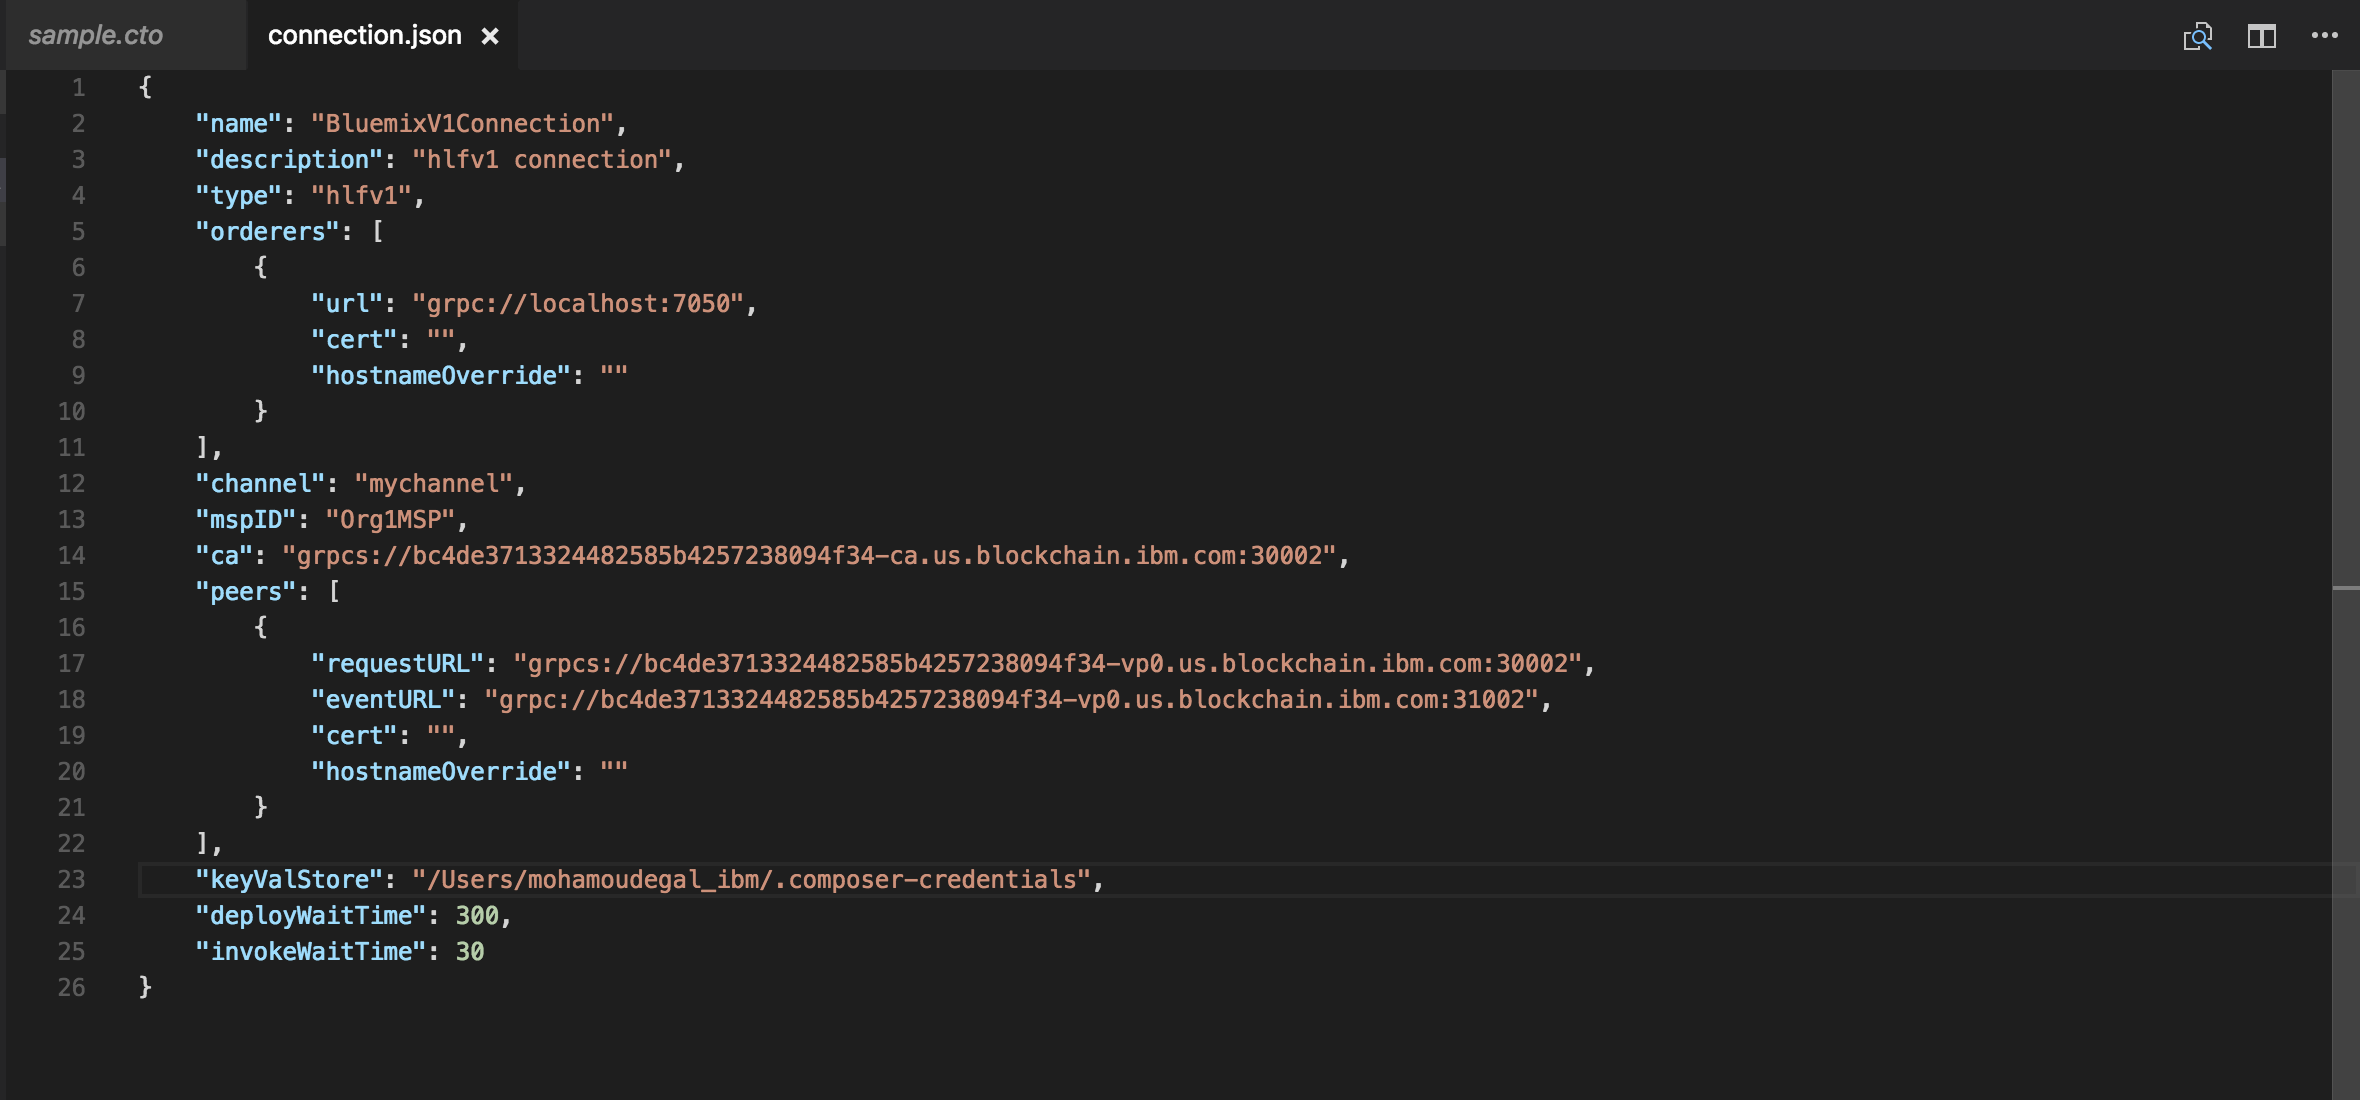 sample.cto connection.json ×
1 {
2     "name": "BluemixV1Connection",
3     "description": "hlfv1 connection",
4     "type": "hlfv1",
5     "orderers": [
6         {
7             "url": "grpc://localhost:7050",
8             "cert": "",
9             "hostnameOverride": ""
10         }
11     ],
12     "channel": "mychannel",
13     "mspID": "Org1MSP",
14     "ca": "grpcs://bc4de3713324482585b4257238094f34-ca.us.blockchain.ibm.com:30002",
15     "peers": [
16         {
17             "requestURL": "grpcs://bc4de3713324482585b4257238094f34-vp0.us.blockchain.ibm.com:30002",
18             "eventURL": "grpc://bc4de3713324482585b4257238094f34-vp0.us.blockchain.ibm.com:31002",
19             "cert": "",
20             "hostnameOverride": ""
21         }
22     ],
23     "keyValStore": "/Users/mohamoudegal_ibm/.composer-credentials",
24     "deployWaitTime": 300,
25     "invokeWaitTime": 30
26 }